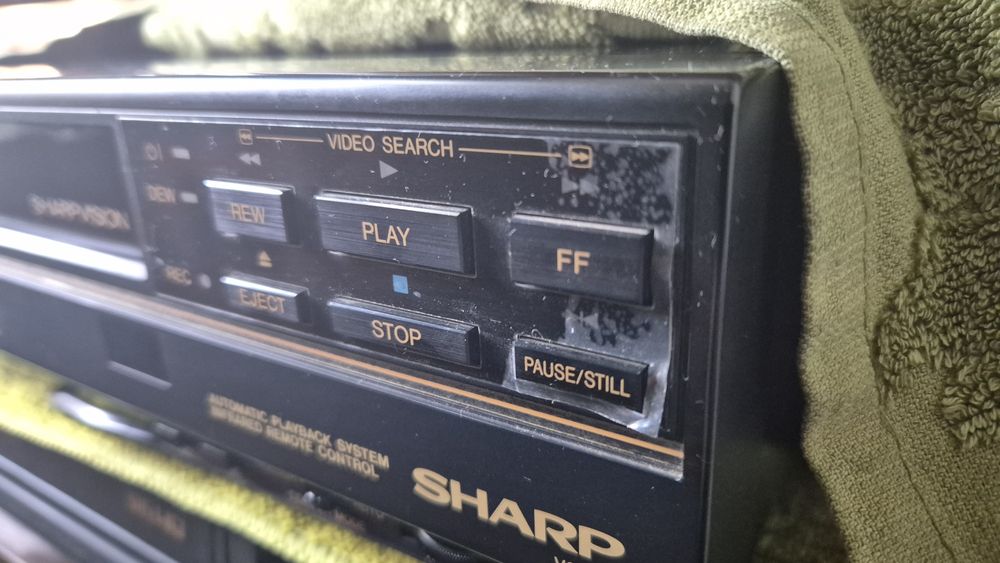 VIDEO SEARCH
DEW
REW
PLAY
FF
SHARPVISION
REC
EJECT
STOP
PAUSE/STILL
AUTOMATIC PLAYBACK SYSTEM
INFRARED REMOTE CONTROL
SHARP